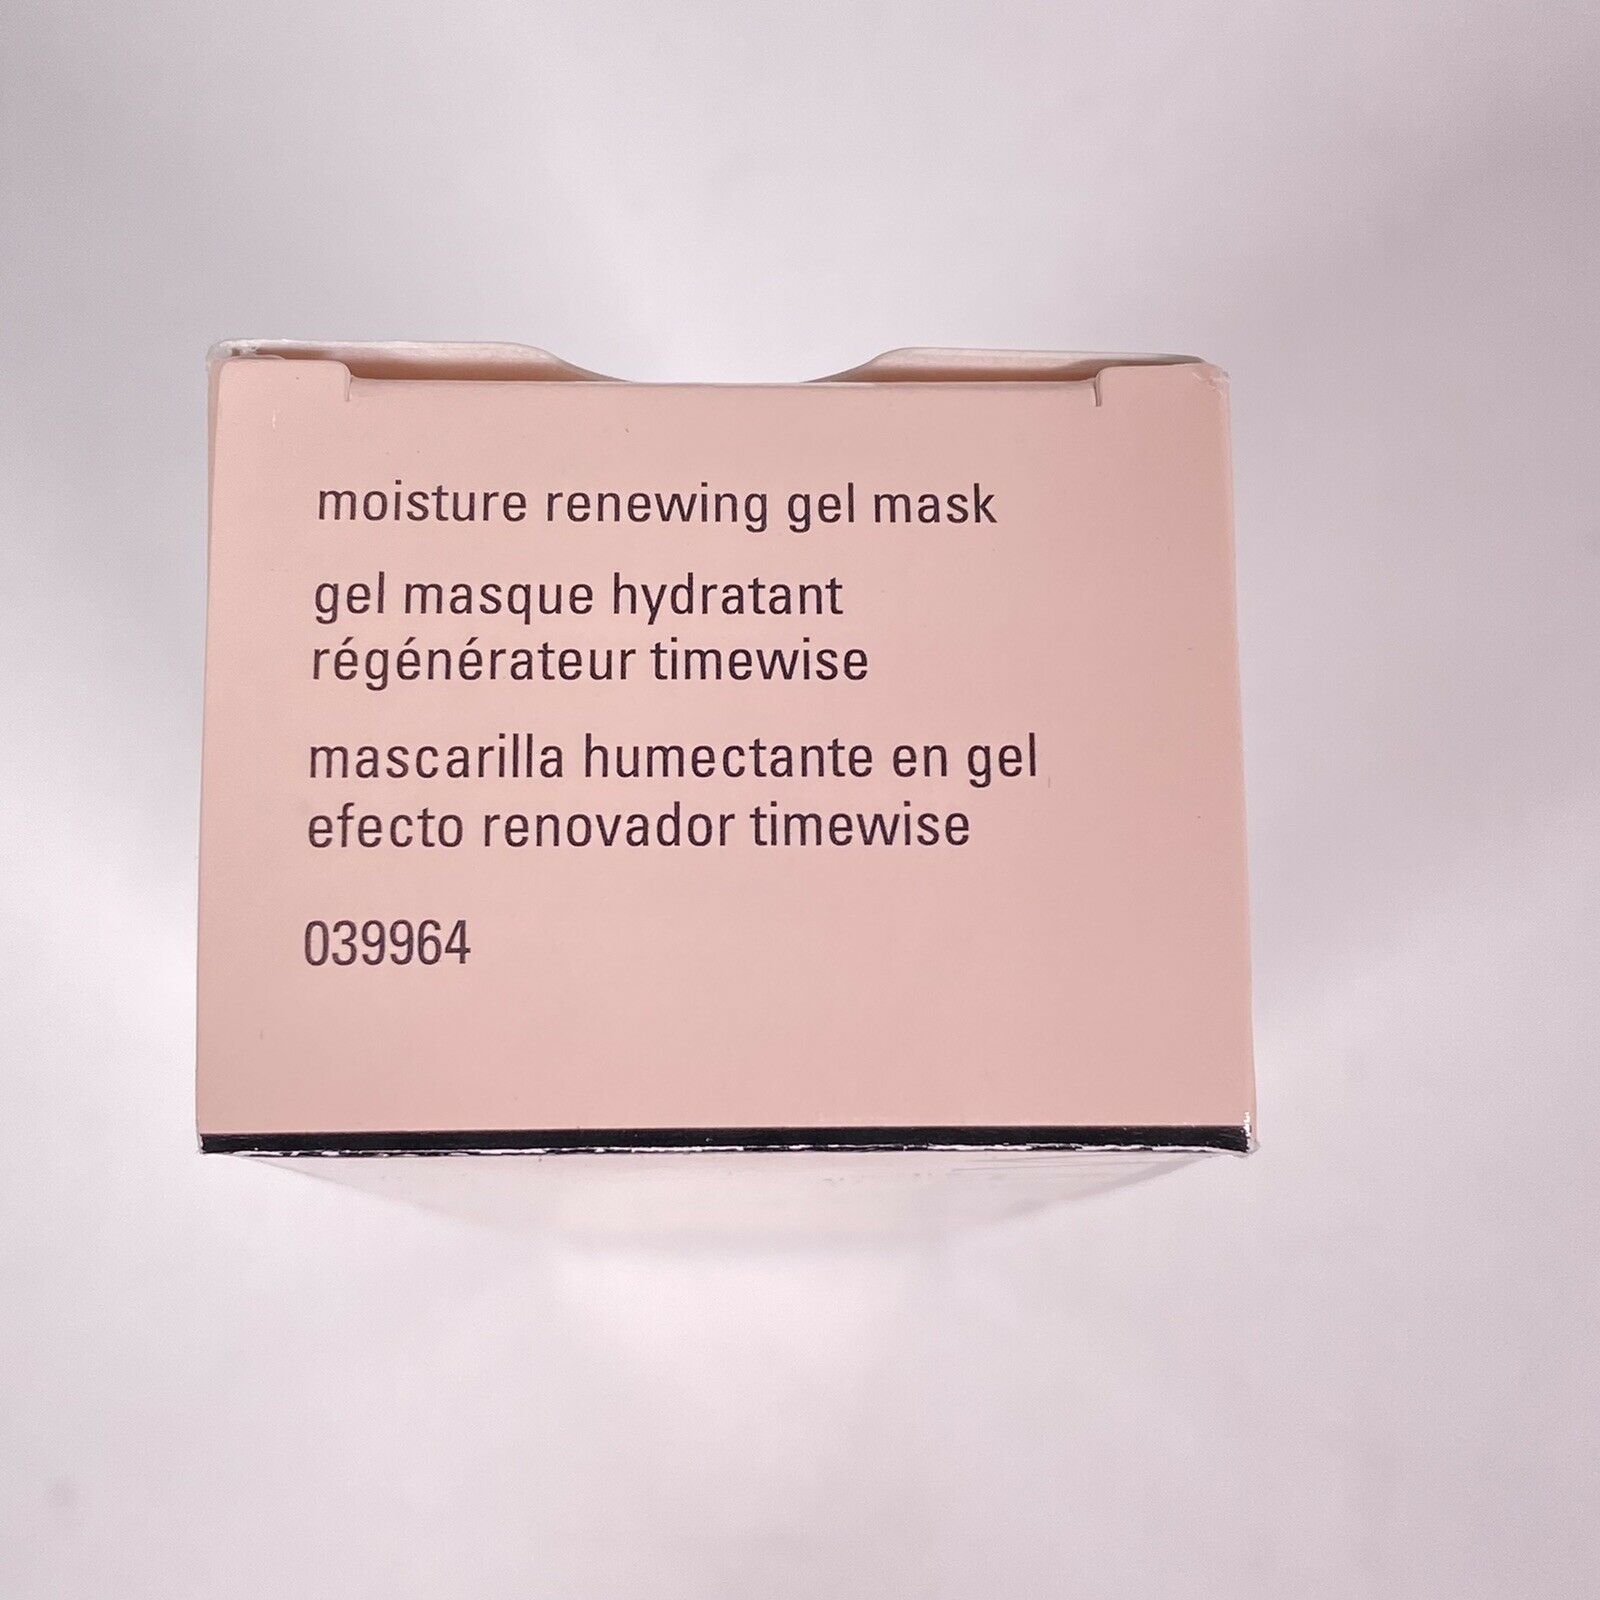 moisture renewing gel mask
gel masque hydratant
régénérateur timewise
mascarilla humectante en gel
efecto renovador timewise
039964